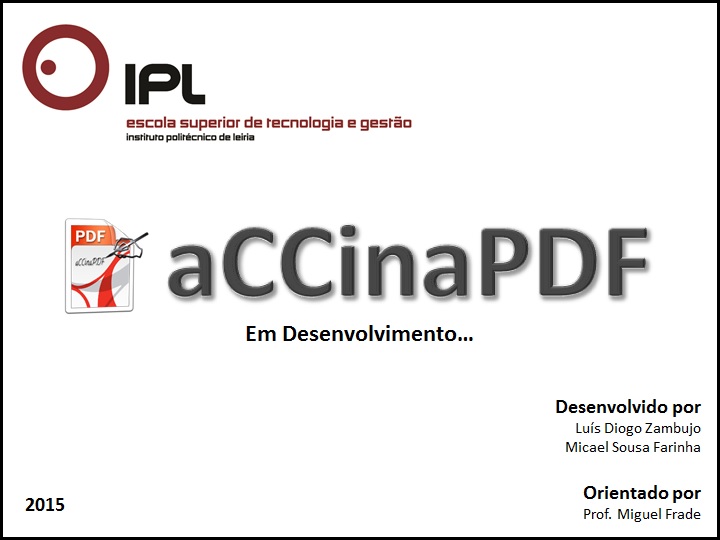 IPL
escola superior de tecnologia e gestão
instituto politécnico de leiria
PDF
aCCinaPDF
aCCinaPDF
Em Desenvolvimento...
Desenvolvido por
Luís Diogo Zambujo
Micael Sousa Farinha
Orientado por
Prof. Miguel Frade
2015